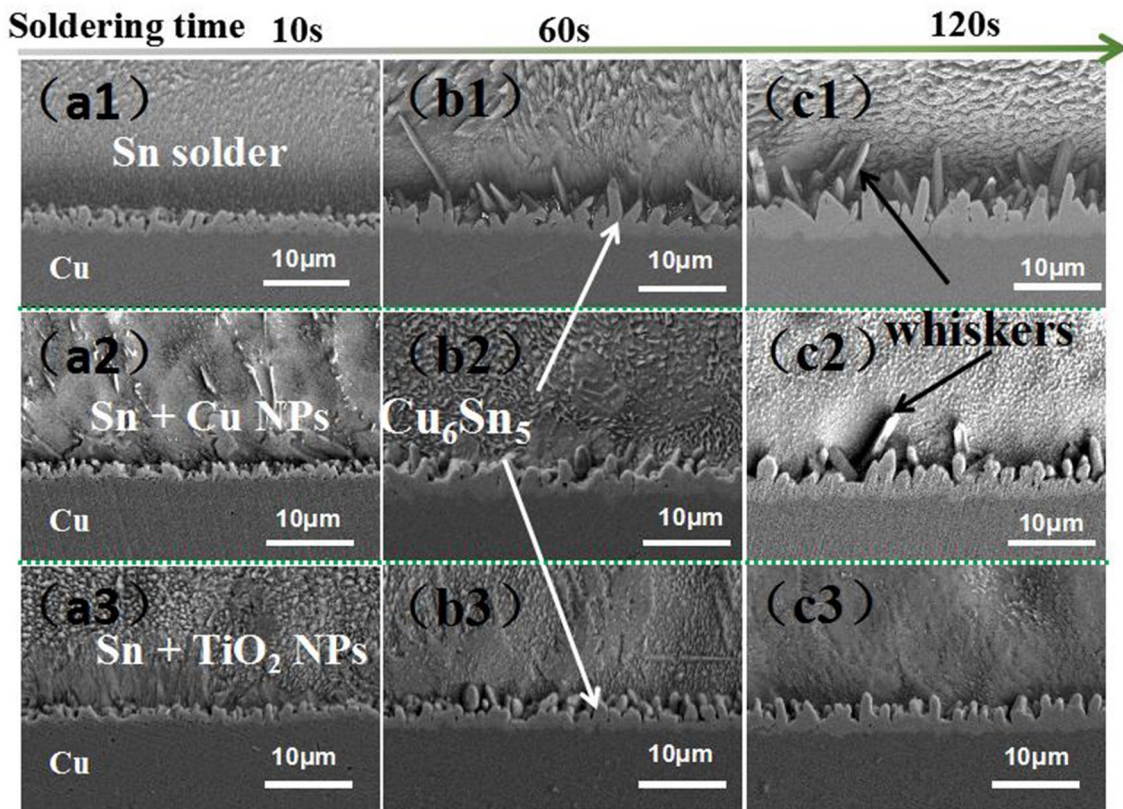 Soldering time 10s 60s 120s
（a1） （b1） （c1）
Sn solder
Cu 10μm 10μm 10μm
（a2） （b2） （c2） whiskers
Sn + Cu NPs Cu₆Sn₅
Cu 10μm 10μm 10μm
（a3） （b3） （c3）
Sn + TiO₂ NPs
Cu 10μm 10μm 10μm